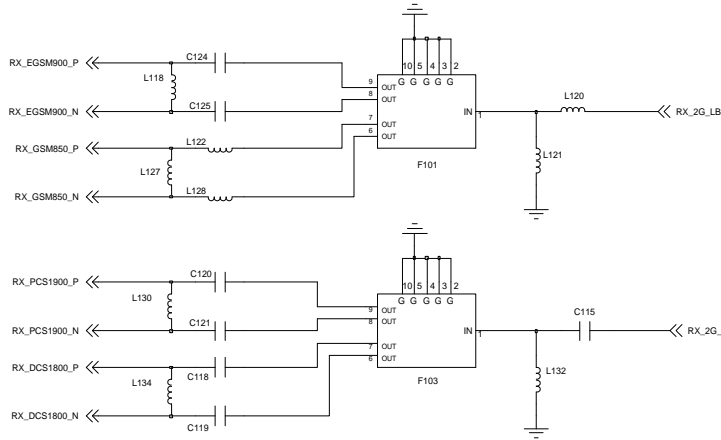 10 5 4 3 2
G G G G G
RX_EGSM900_P
C124
L118
9 OUT
8 OUT
RX_EGSM900_N
C125
7 OUT
6 OUT
IN 1
F101
L120
RX_2G_LB
L121
RX_GSM850_P
L122
L127
RX_GSM850_N
L128
10 5 4 3 2
G G G G G
RX_PCS1900_P
C120
L130
9 OUT
8 OUT
RX_PCS1900_N
C121
7 OUT
6 OUT
IN 1
F103
C115
RX_2G_
L132
RX_DCS1800_P
C118
L134
RX_DCS1800_N
C119